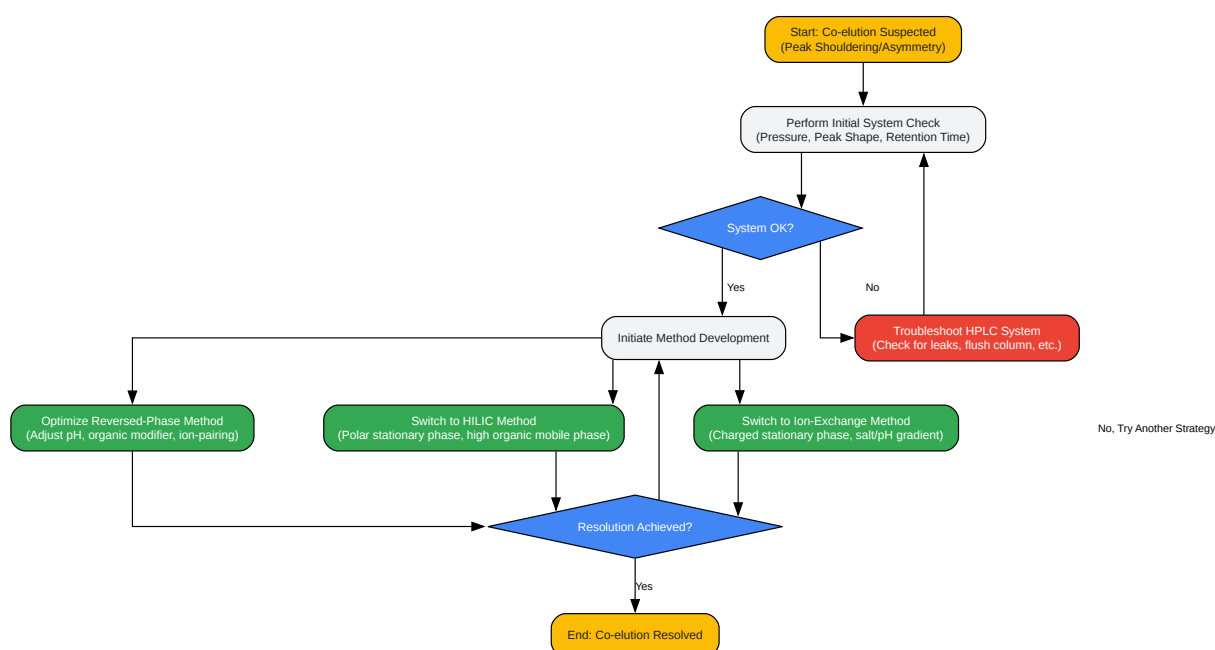 Start: Co-elution Suspected
(Peak Shouldering/Asymmetry)
Perform Initial System Check
(Pressure, Peak Shape, Retention Time)
System OK?
Yes
No
Initiate Method Development
Troubleshoot HPLC System
(Check for leaks, flush column, etc.)
Optimize Reversed-Phase Method
(Adjust pH, organic modifier, ion-pairing)
Switch to HILIC Method
(Polar stationary phase, high organic mobile phase)
Switch to Ion-Exchange Method
(Charged stationary phase, salt/pH gradient)
No, Try Another Strategy
Resolution Achieved?
Yes
End: Co-elution Resolved